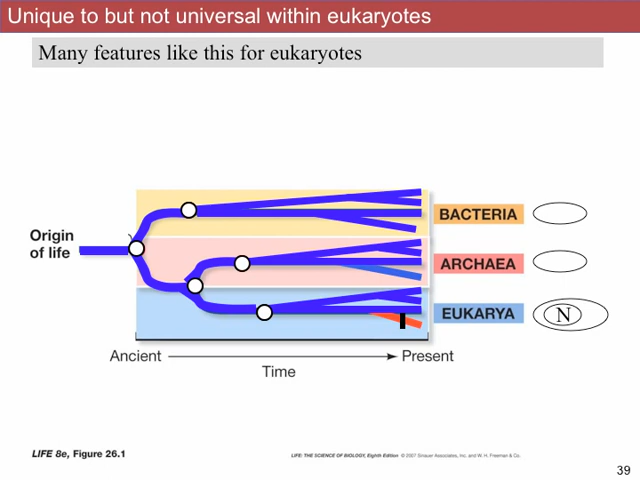 Unique to but not universal within eukaryotes
Many features like this for eukaryotes
BACTERIA
Origin
of life
ARCHAEA
EUKARYA
N
Ancient
Present
Time
LIFE 8e, Figure 26.1
LIFE: THE SCIENCE OF BIOLOGY, Eighth Edition © 2007 Sinauer Associates, Inc. and W. H. Freeman & Co.
39